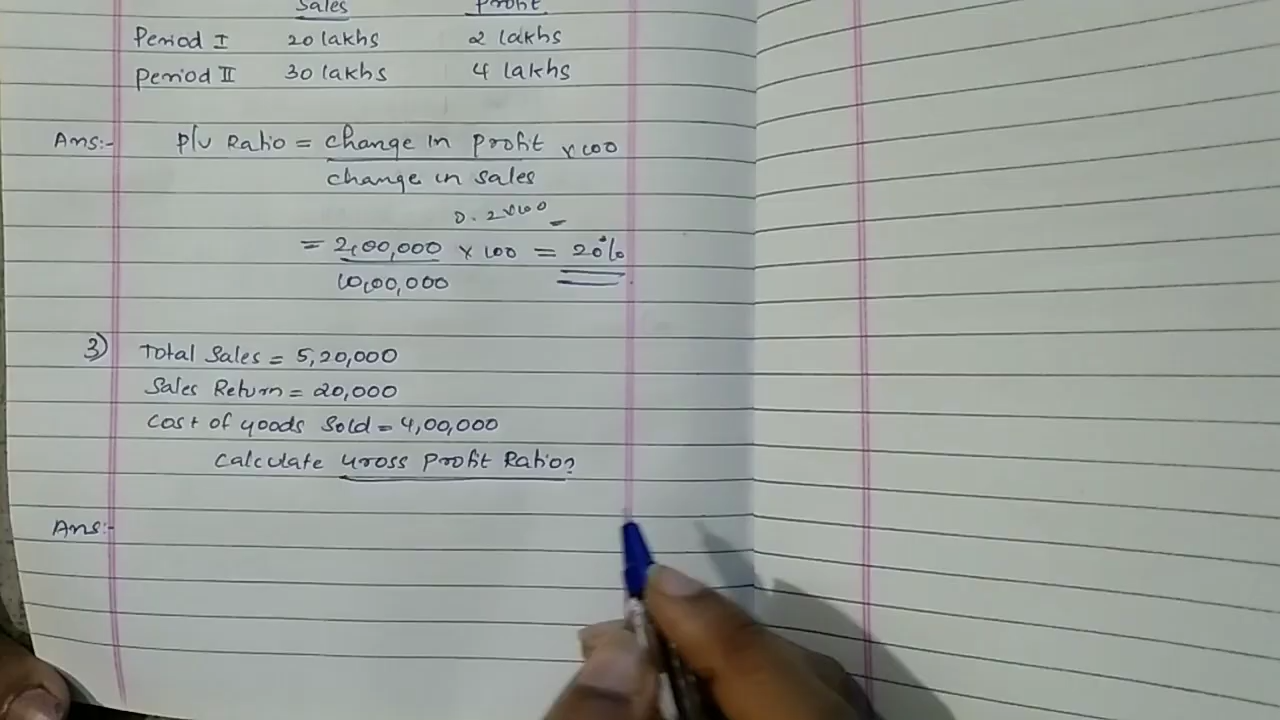 Sales Profit
Period I 20 lakhs 2 lakhs
Period II 30 lakhs 4 lakhs
Ans:- P/V Ratio = change in Profit x 100
change in sales
0.2x100
= 2,00,000 x 100 = 20%
10,00,000
3) Total Sales = 5,20,000
Sales Return = 20,000
Cost of goods Sold = 4,00,000
Calculate Gross Profit Ratio?
Ans:-